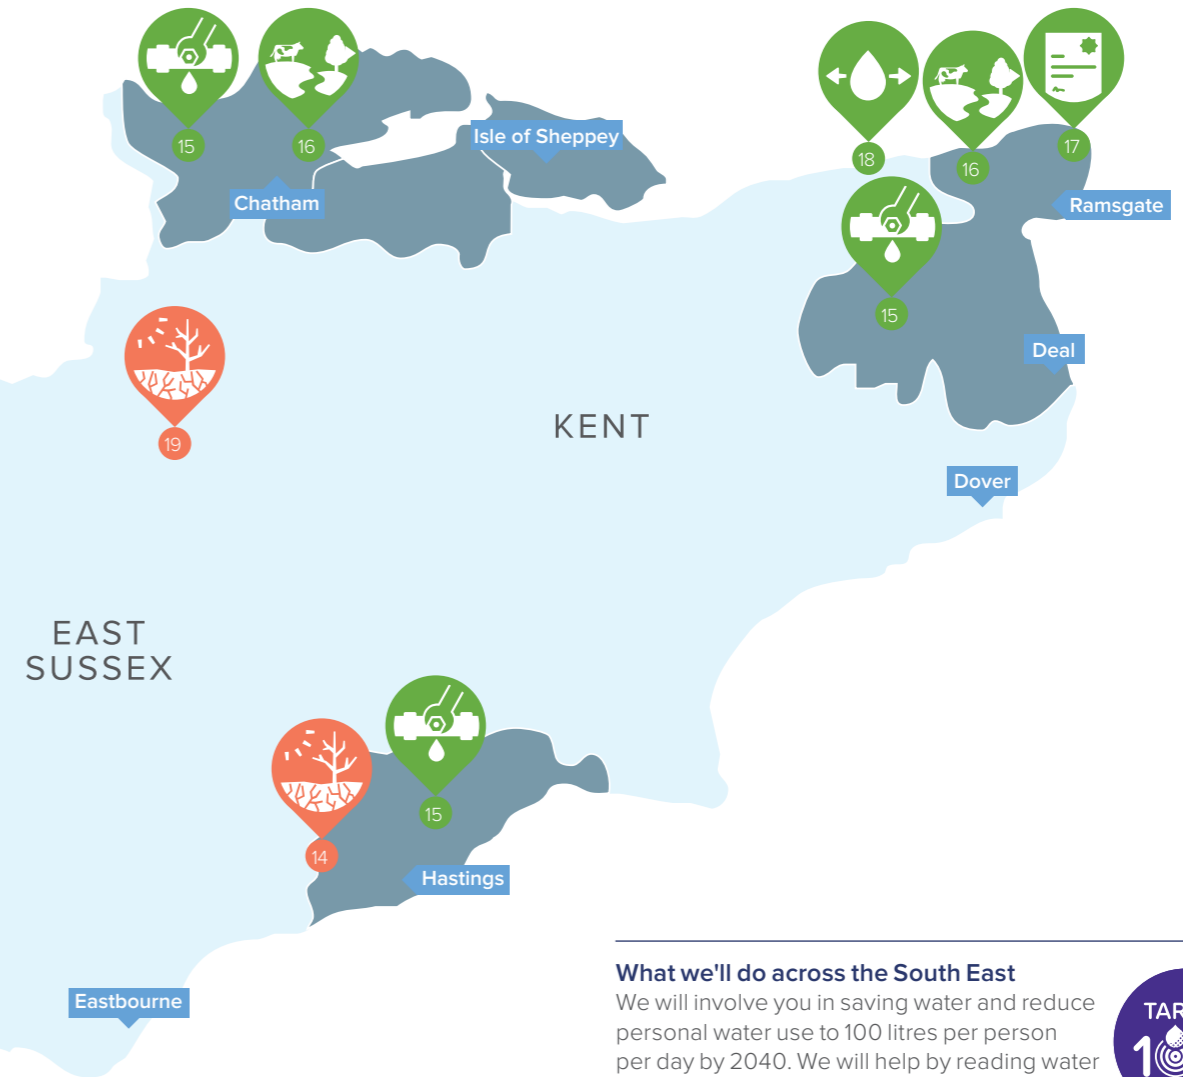 15
16
18
16
17
Isle of Sheppey
Chatham
Ramsgate
15
Deal
19
KENT
Dover
EAST
SUSSEX
15
14
Hastings
What we'll do across the South East
We will involve you in saving water and reduce
personal water use to 100 litres per person
per day by 2040. We will help by reading water
TAR
1
Eastbourne